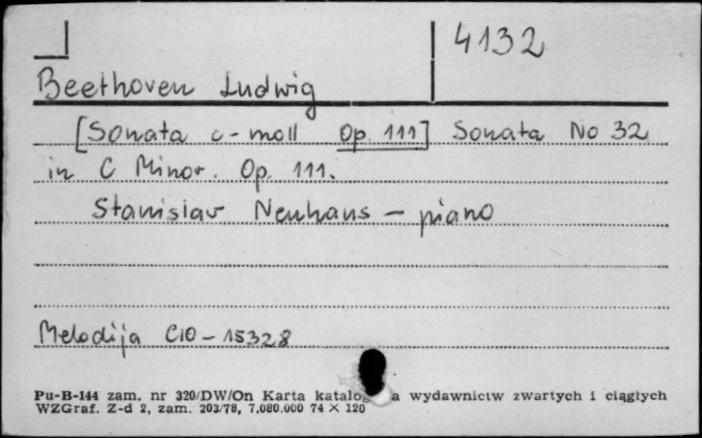 4132
Beethoven Ludwig
[Sonata c-moll Op. 111] Sonata No 32
in C Minor. Op. 111.
Stanislav Neuhaus – piano
Melodija C10-15328
Pu-B-144 zam. nr 320/DW/On Karta katalog a wydawnictw zwartych i ciągłych
WZGraf. Z-d 2, zam. 203/78, 7.080.000 74 × 120